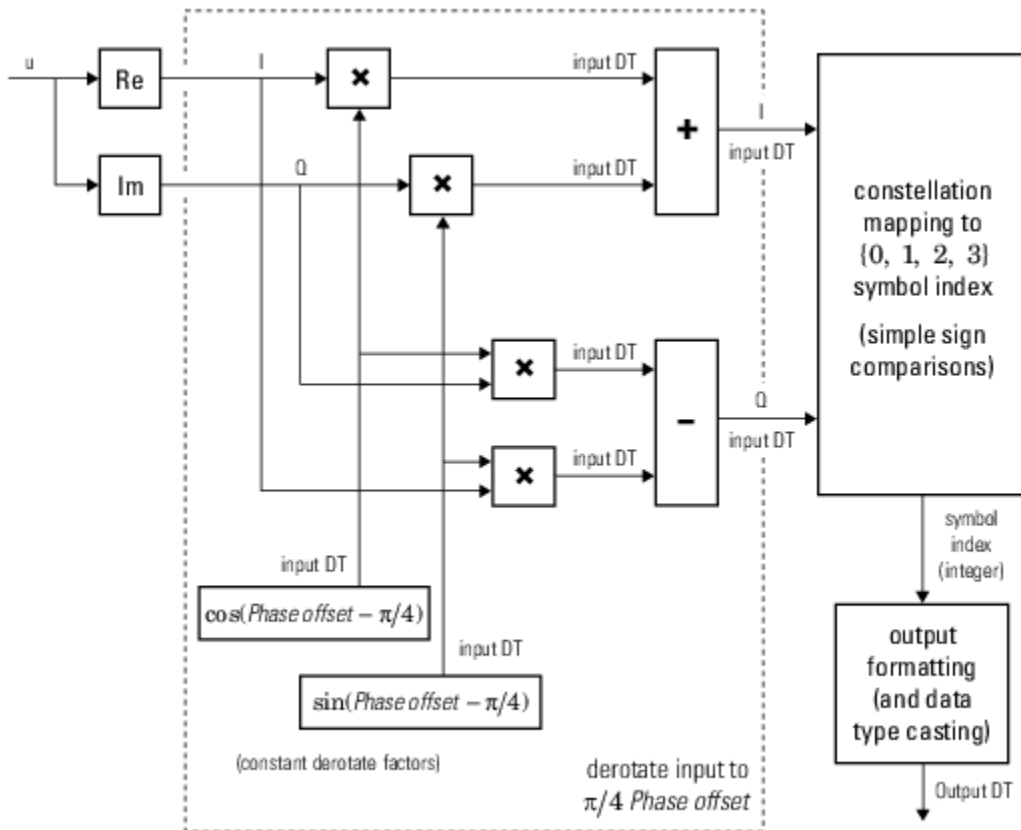 u
Re
I
×
input DT
+
I
input DT
Im
Q
×
input DT
constellation
mapping to
{0, 1, 2, 3}
symbol index
(simple sign
comparisons)
×
input DT
−
Q
input DT
×
input DT
symbol
index
(integer)
input DT
cos(Phase offset − π/4)
input DT
sin(Phase offset − π/4)
(constant derotate factors)
derotate input to
π/4 Phase offset
output
formatting
(and data
type casting)
Output DT